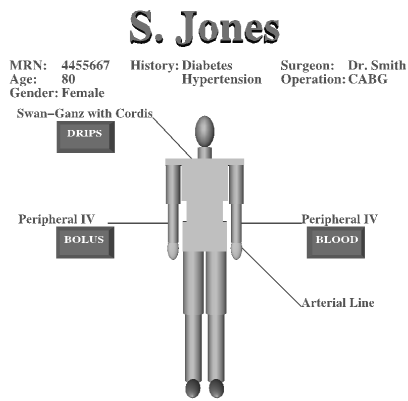 S. Jones
MRN: 4455667 History: Diabetes Surgeon: Dr. Smith
Age: 80 Hypertension Operation: CABG
Gender: Female
Swan-Ganz with Cordis
DRIPS
Peripheral IV Peripheral IV
BOLUS BLOOD
Arterial Line